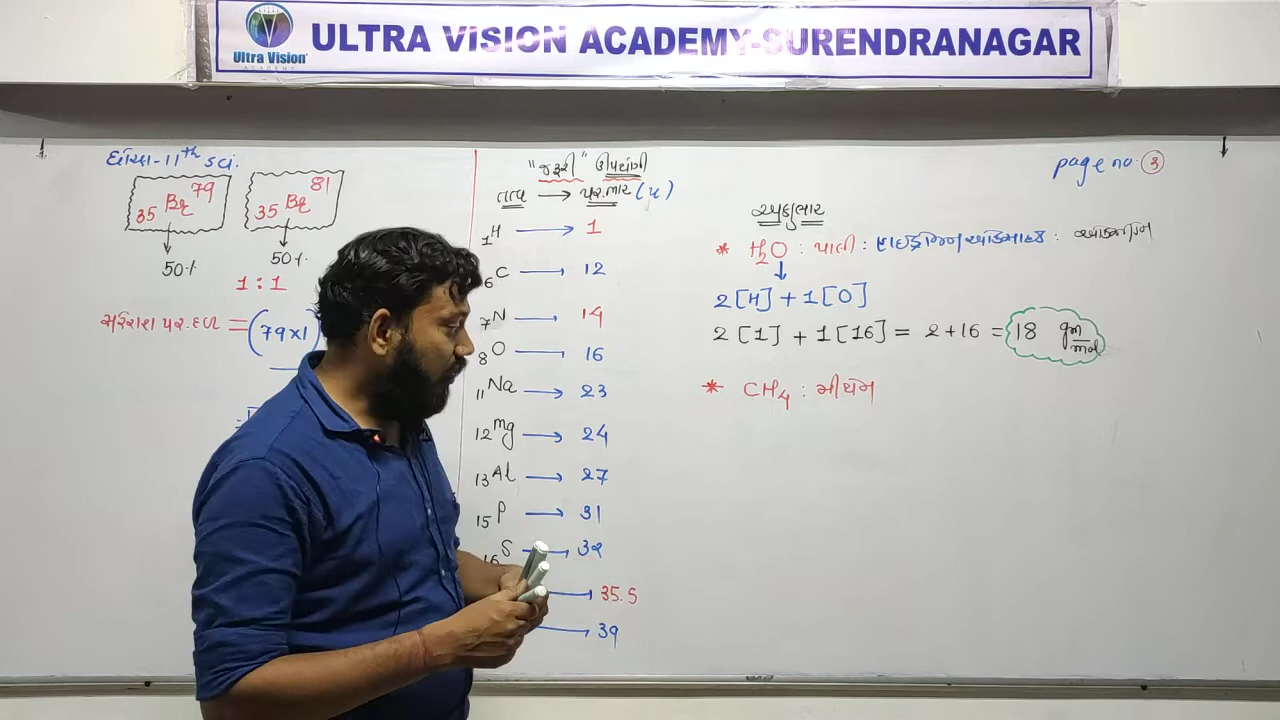 ULTRA VISION ACADEMY-SURENDRANAGAR
Ultra Vision
ACADEMY
ધોરણ-11th sci.
35 Br 79
35 Br 81
50%
50%
1 : 1
સરેરાશ પર.દળ = (79×1)
"જરૂરી" ઉપયોગી
તત્વ → પર.ભાર (u)
1H → 1
6C → 12
7N → 14
8O → 16
11Na → 23
12Mg → 24
13Al → 27
15P → 31
16S → 32
→ 35.5
→ 39
page no. 3
અણુભાર
* H2O : પાણી : હાઇડ્રોજન ઓક્સાઇડ :
2[H] + 1[O]
2[1] + 1[16] = 2+16 = 18 gm/mol
* CH4 : મીથેન